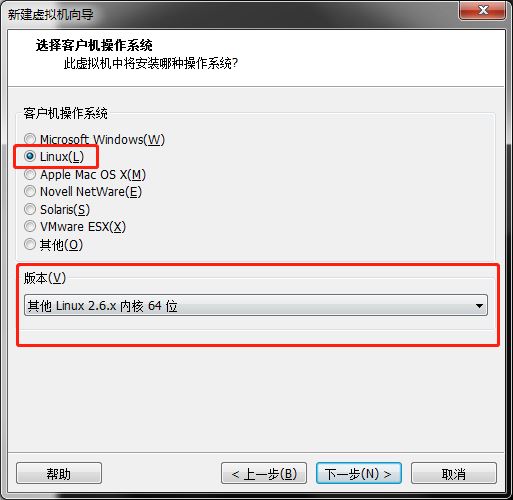 新建虚拟机向导
选择客户机操作系统
此虚拟机中将安装哪种操作系统?
客户机操作系统
Microsoft Windows(W)
Linux(L)
Apple Mac OS X(M)
Novell NetWare(E)
Solaris(S)
VMware ESX(X)
其他(O)
版本(V)
其他 Linux 2.6.x 内核 64 位
帮助
< 上一步(B)
下一步(N) >
取消